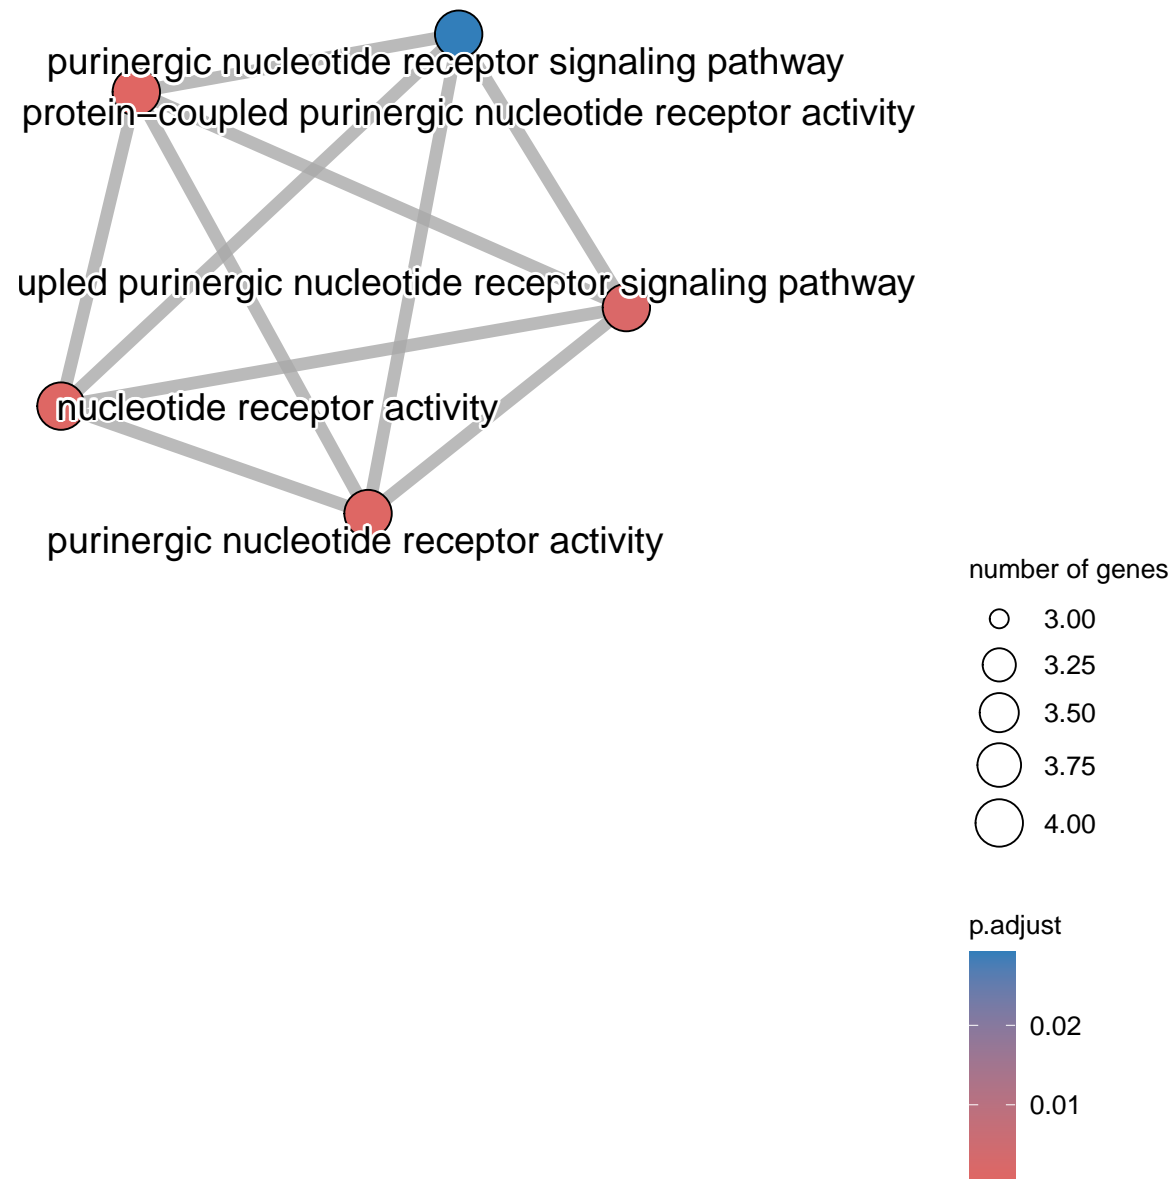 purinergic nucleotide receptor signaling pathway
protein−coupled purinergic nucleotide receptor activity
upled purinergic nucleotide receptor signaling pathway
nucleotide receptor activity
purinergic nucleotide receptor activity
number of genes
3.00
3.25
3.50
3.75
4.00
p.adjust
0.02
0.01